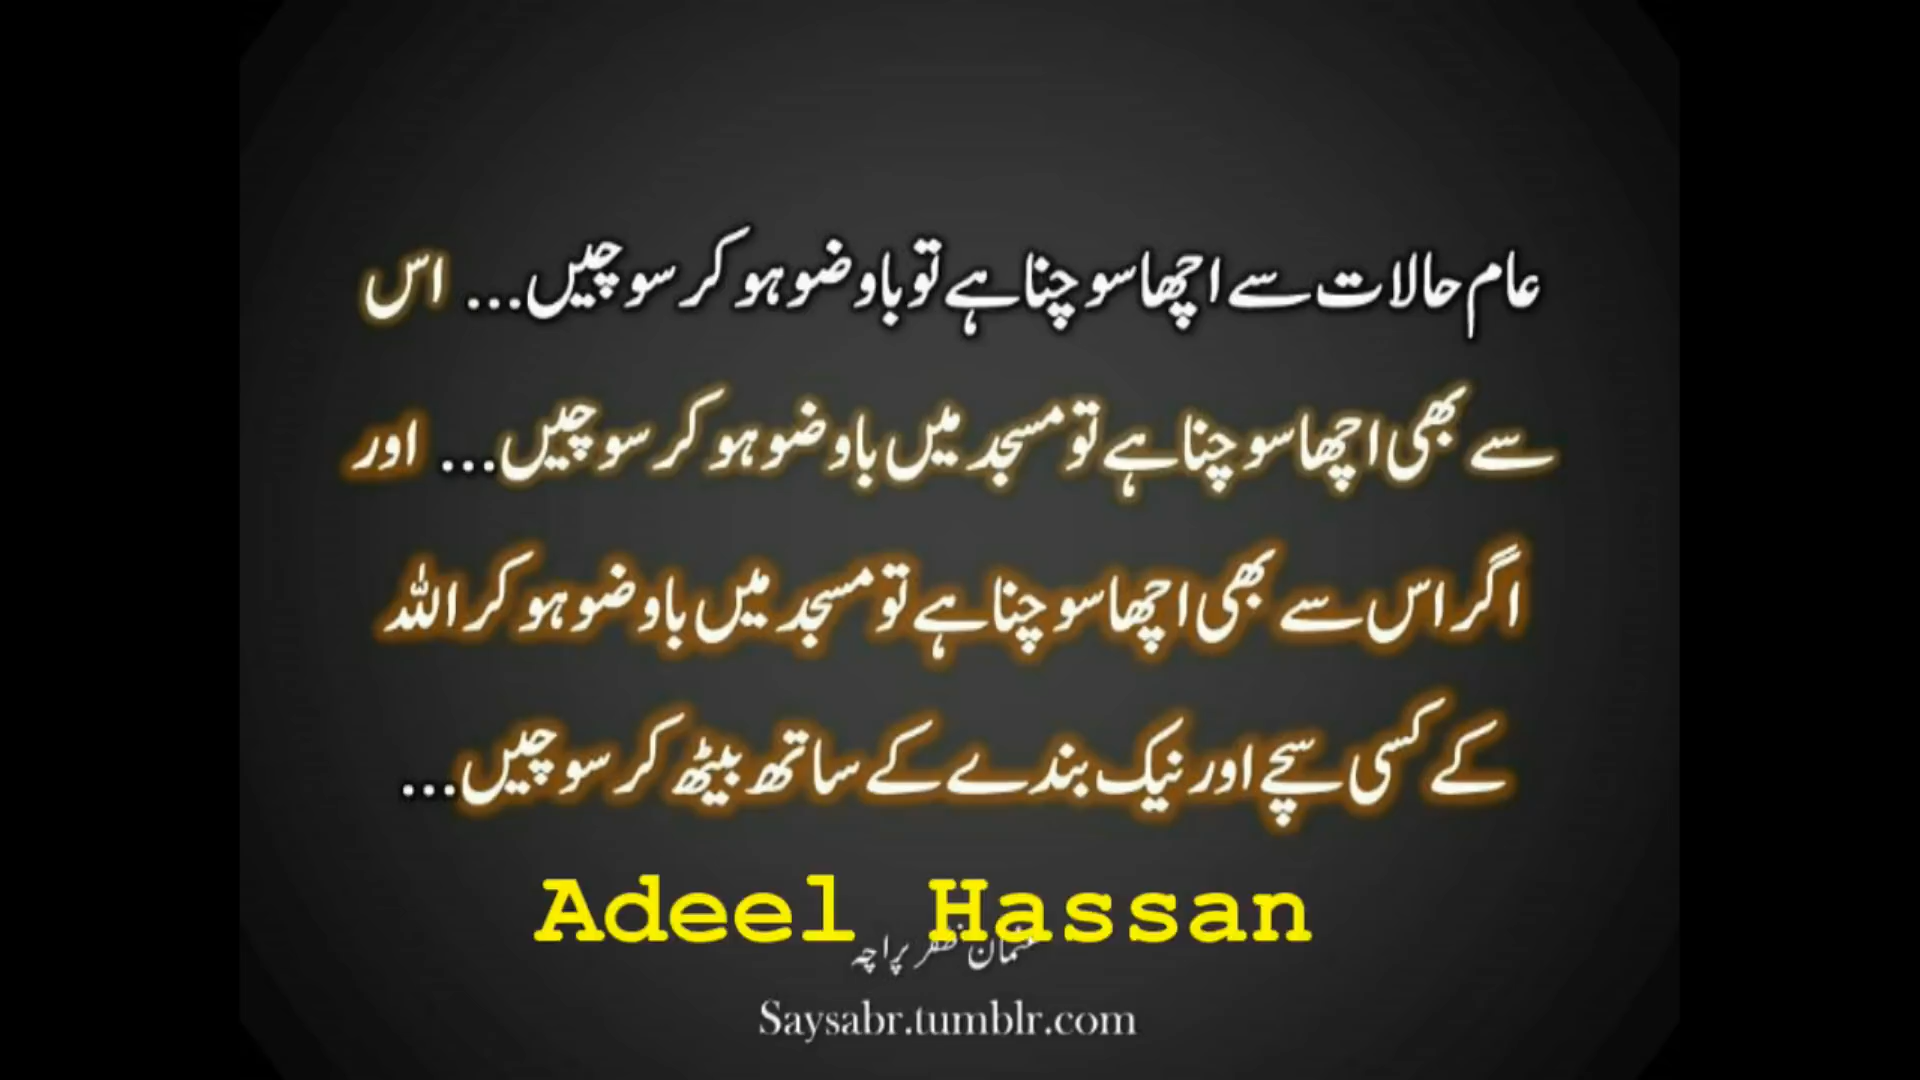 عام حالات سے اچھا سوچنا ہے تو باوضو ہو کر سوچیں... اس
سے بھی اچھا سوچنا ہے تو مسجد میں باوضو ہو کر سوچیں... اور
اگر اس سے بھی اچھا سوچنا ہے تو مسجد میں باوضو ہو کر اللہ
کے کسی سچے اور نیک بندے کے ساتھ بیٹھ کر سوچیں...
Adeel Hassan
پراچہ
Saysabr.tumblr.com